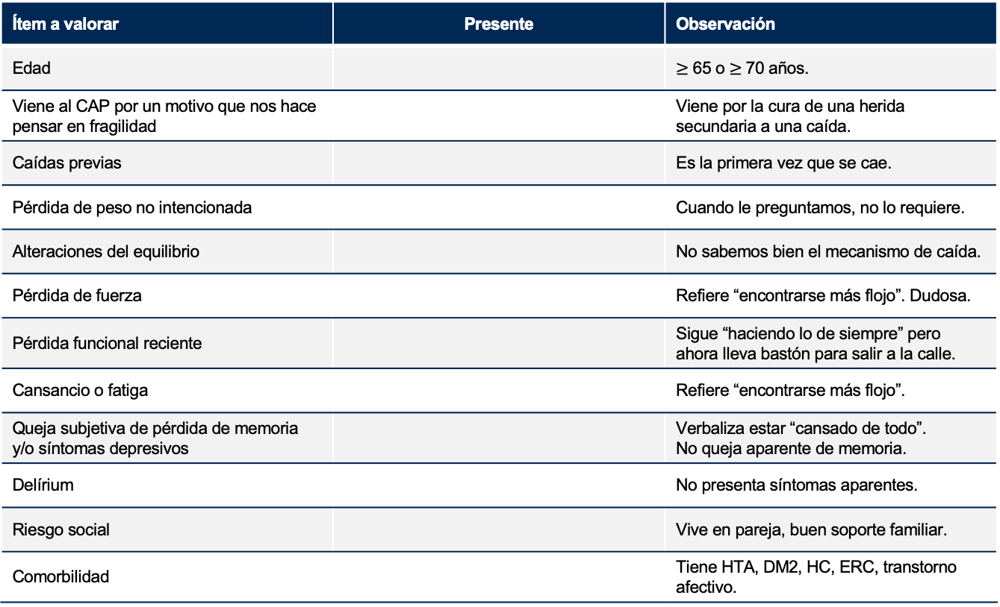 Ítem a valorar Presente Observación
Edad ≥ 65 o ≥ 70 años.
Viene al CAP por un motivo que nos hace
pensar en fragilidad
Viene por la cura de una herida
secundaria a una caída.
Caídas previas Es la primera vez que se cae.
Pérdida de peso no intencionada Cuando le preguntamos, no lo requiere.
Alteraciones del equilibrio No sabemos bien el mecanismo de caída.
Pérdida de fuerza Refiere “encontrarse más flojo”. Dudosa.
Pérdida funcional reciente
Sigue “haciendo lo de siempre” pero
ahora lleva bastón para salir a la calle.
Cansancio o fatiga Refiere “encontrarse más flojo”.
Queja subjetiva de pérdida de memoria
y/o síntomas depresivos
Verbaliza estar “cansado de todo”.
No queja aparente de memoria.
Delírium No presenta síntomas aparentes.
Riesgo social Vive en pareja, buen soporte familiar.
Comorbilidad
Tiene HTA, DM2, HC, ERC, transtorno
afectivo.